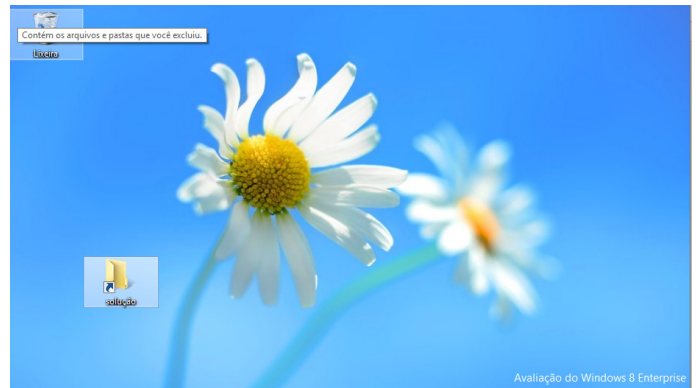 Contém os arquivos e pastas que você excluiu.
Lixeira
solução
Avaliação do Windows 8 Enterprise